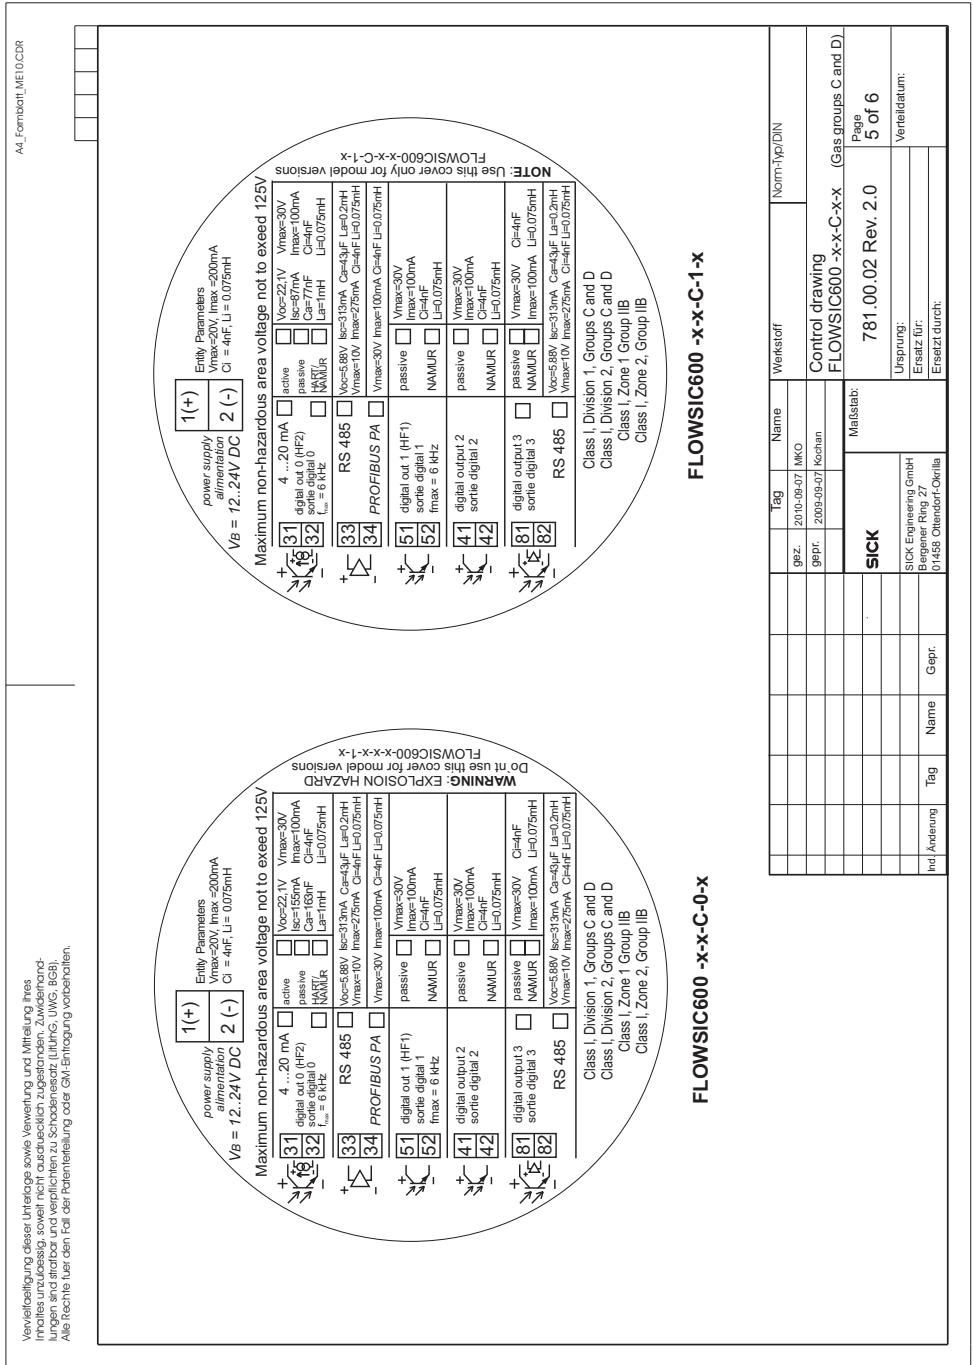 Vervielfaeltigung dieser Unterlage sowie Verwertung und Mitteilung ihres
Inhaltes unzulaessig, soweit nicht ausdruecklich zugestanden. Zuwiderhand-
lungen sind strafbar und verpflichten zu Schadenersatz (LitUrhG, UWG, BGB).
Alle Rechte fuer den Fall der Patenterteilung oder GM-Eintragung vorbehalten.
A4_Formblatt_ME10.CDR
power supply
alimentation
VB = 12..24V DC
1(+)
2 (-)
Entity Parameters
Vmax=20V, Imax =200mA
Ci = 4nF, Li = 0.075mH
Maximum non-hazardous area voltage not to exeed 125V
31
32
4 ...20 mA
digital out 0 (HF2)
sortie digital 0
fmax = 6 kHz
active
passive
HART/
NAMUR
Voc=22,1V
Isc=155mA
Ca=163nF
La=1mH
Vmax=30V
Imax=100mA
Ci=4nF
Li=0.075mH
33
34
RS 485
PROFIBUS PA
Voc=5.88V Isc=313mA Ca=43µF La=0.2mH
Vmax=10V Imax=275mA Ci=4nF Li=0.075mH
Vmax=30V Imax=100mA Ci=4nF Li=0.075mH
51
52
digital out 1 (HF1)
sortie digital 1
fmax = 6 kHz
passive
NAMUR
Vmax=30V
Imax=100mA
Ci=4nF
Li=0.075mH
41
42
digital output 2
sortie digital 2
NAMUR
Vmax=30V
Imax=100mA
Ci=4nF
Li=0.075mH
81
82
digital output 3
sortie digital 3
passive
NAMUR
Vmax=30V Ci=4nF
Imax=100mA Li=0.075mH
RS 485
Voc=5.88V Isc=313mA Ca=43µF La=0.2mH
Vmax=10V Imax=275mA Ci=4nF Li=0.075mH
Class I, Division 1, Groups C and D
Class I, Division 2, Groups C and D
Class I, Zone 1 Group IIB
Class I, Zone 2, Group IIB
WARNING: EXPLOSION HAZARD
Do'nt use this cover for model versions
FLOWSIC600-x-x-x-1-x
FLOWSIC600 -x-x-C-0-x
power supply
alimentation
VB = 12..24V DC
1(+)
2 (-)
Entity Parameters
Vmax=20V, Imax =200mA
Ci = 4nF, Li = 0.075mH
Maximum non-hazardous area voltage not to exeed 125V
31
32
4 ...20 mA
digital out 0 (HF2)
sortie digital 0
fmax = 6 kHz
active
passive
HART/
NAMUR
Voc=22,1V
Isc=87mA
Ca=77nF
La=1mH
Vmax=30V
Imax=100mA
Ci=4nF
Li=0.075mH
33
34
RS 485
PROFIBUS PA
Voc=5.88V Isc=313mA Ca=43µF La=0.2mH
Vmax=10V Imax=275mA Ci=4nF Li=0.075mH
Vmax=30V Imax=100mA Ci=4nF Li=0.075mH
51
52
digital out 1 (HF1)
sortie digital 1
fmax = 6 kHz
passive
NAMUR
Vmax=30V
Imax=100mA
Ci=4nF
Li=0.075mH
41
42
digital output 2
sortie digital 2
NAMUR
Vmax=30V
Imax=100mA
Ci=4nF
Li=0.075mH
81
82
digital output 3
sortie digital 3
passive
NAMUR
Vmax=30V Ci=4nF
Imax=100mA Li=0.075mH
RS 485
Voc=5.88V Isc=313mA Ca=43µF La=0.2mH
Vmax=10V Imax=275mA Ci=4nF Li=0.075mH
Class I, Division 1, Groups C and D
Class I, Division 2, Groups C and D
Class I, Zone 1 Group IIB
Class I, Zone 2, Group IIB
NOTE: Use this cover only for model versions
FLOWSIC600-x-x-C-1-x
FLOWSIC600 -x-x-C-1-x
Tag
Name
Werkstoff
Norm-Typ/DIN
gez.
2010-09-07
MKO
gepr.
2009-09-07
Kochan
Control drawing
FLOWSIC600 -x-x-C-x-x (Gas groups C and D)
SICK
Maßstab:
781.00.02 Rev. 2.0
Page
5 of 6
SICK Engineering GmbH
Bergener Ring 27
01458 Ottendorf-Okrilla
Ursprung:
Ersatz für:
Ersetzt durch:
Verteildatum:
Ind.
Änderung
Tag
Name
Gepr.